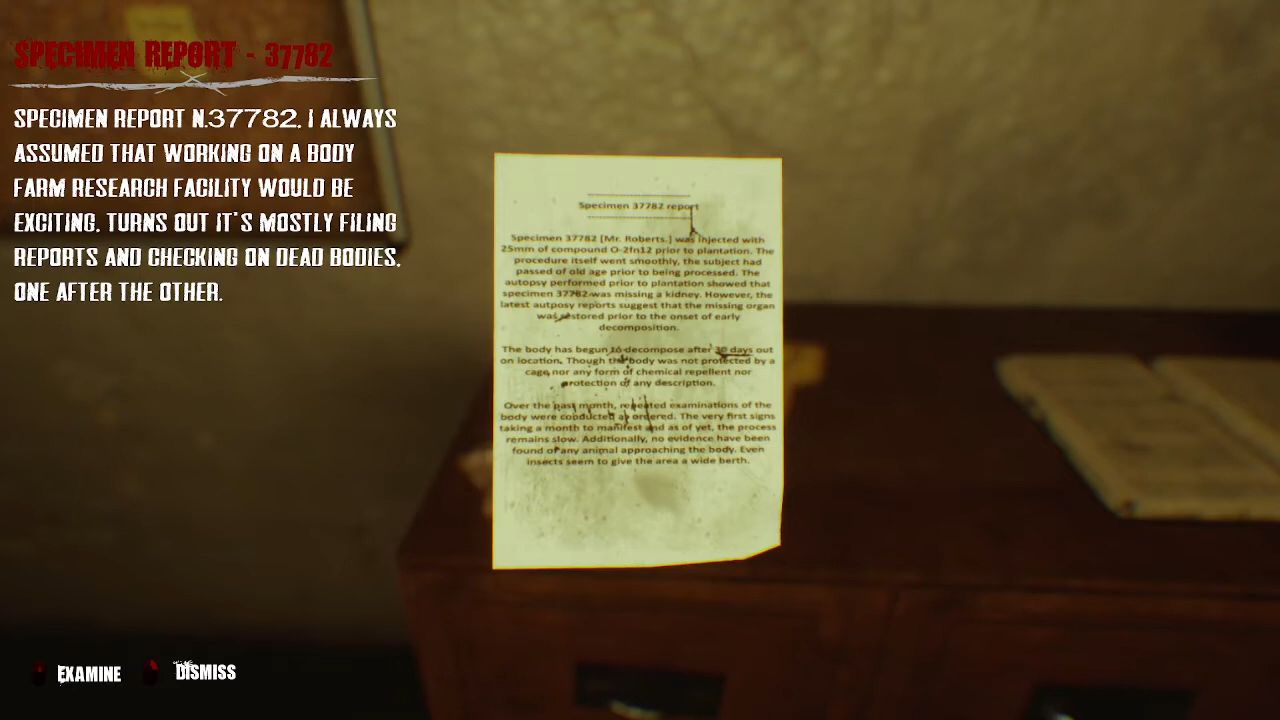 SPECIMEN REPORT - 37782
SPECIMEN REPORT N.37782. I ALWAYS
ASSUMED THAT WORKING ON A BODY
FARM RESEARCH FACILITY WOULD BE
EXCITING. TURNS OUT IT'S MOSTLY FILING
REPORTS AND CHECKING ON DEAD BODIES.
ONE AFTER THE OTHER.
Specimen 37782 report
Specimen 37782 [Mr. Roberts.] was injected with
25mm of compound O-2fn12 prior to plantation. The
procedure itself went smoothly, the subject had
passed of old age prior to being processed. The
autopsy performed prior to plantation showed that
specimen 37782 was missing a kidney. However, the
latest autposy reports suggest that the missing organ
was restored prior to the onset of early
decomposition.
The body has begun to decompose after 30 days out
on location. Though the body was not protected by a
cage nor any form of chemical repellent nor
protection of any description.
Over the past month, repeated examinations of the
body were conducted as ordered. The very first signs
taking a month to manifest and as of yet, the process
remains slow. Additionally, no evidence have been
found of any animal approaching the body. Even
insects seem to give the area a wide berth.
EXAMINE
DISMISS